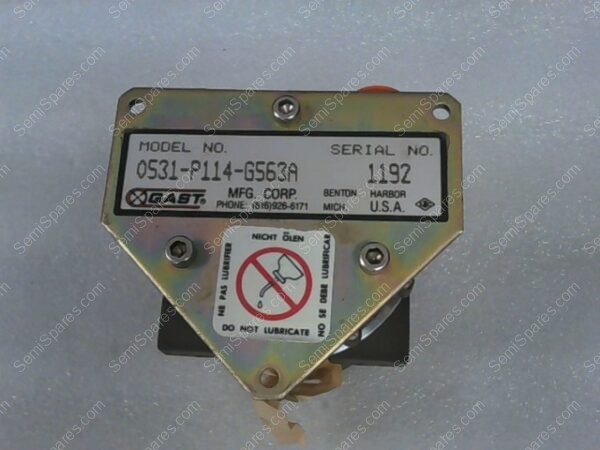 MODEL NO. SERIAL NO.
0531-P114-G563A 1192
GAST® MFG. CORP. BENTON HARBOR
PHONE: (616)926-6171 MICH. U.S.A.
NICHT ÖLEN
NE PAS LUBRIFIER
NO SE DEBE LUBRIFICAR
DO NOT LUBRICATE
SemiSpares.com